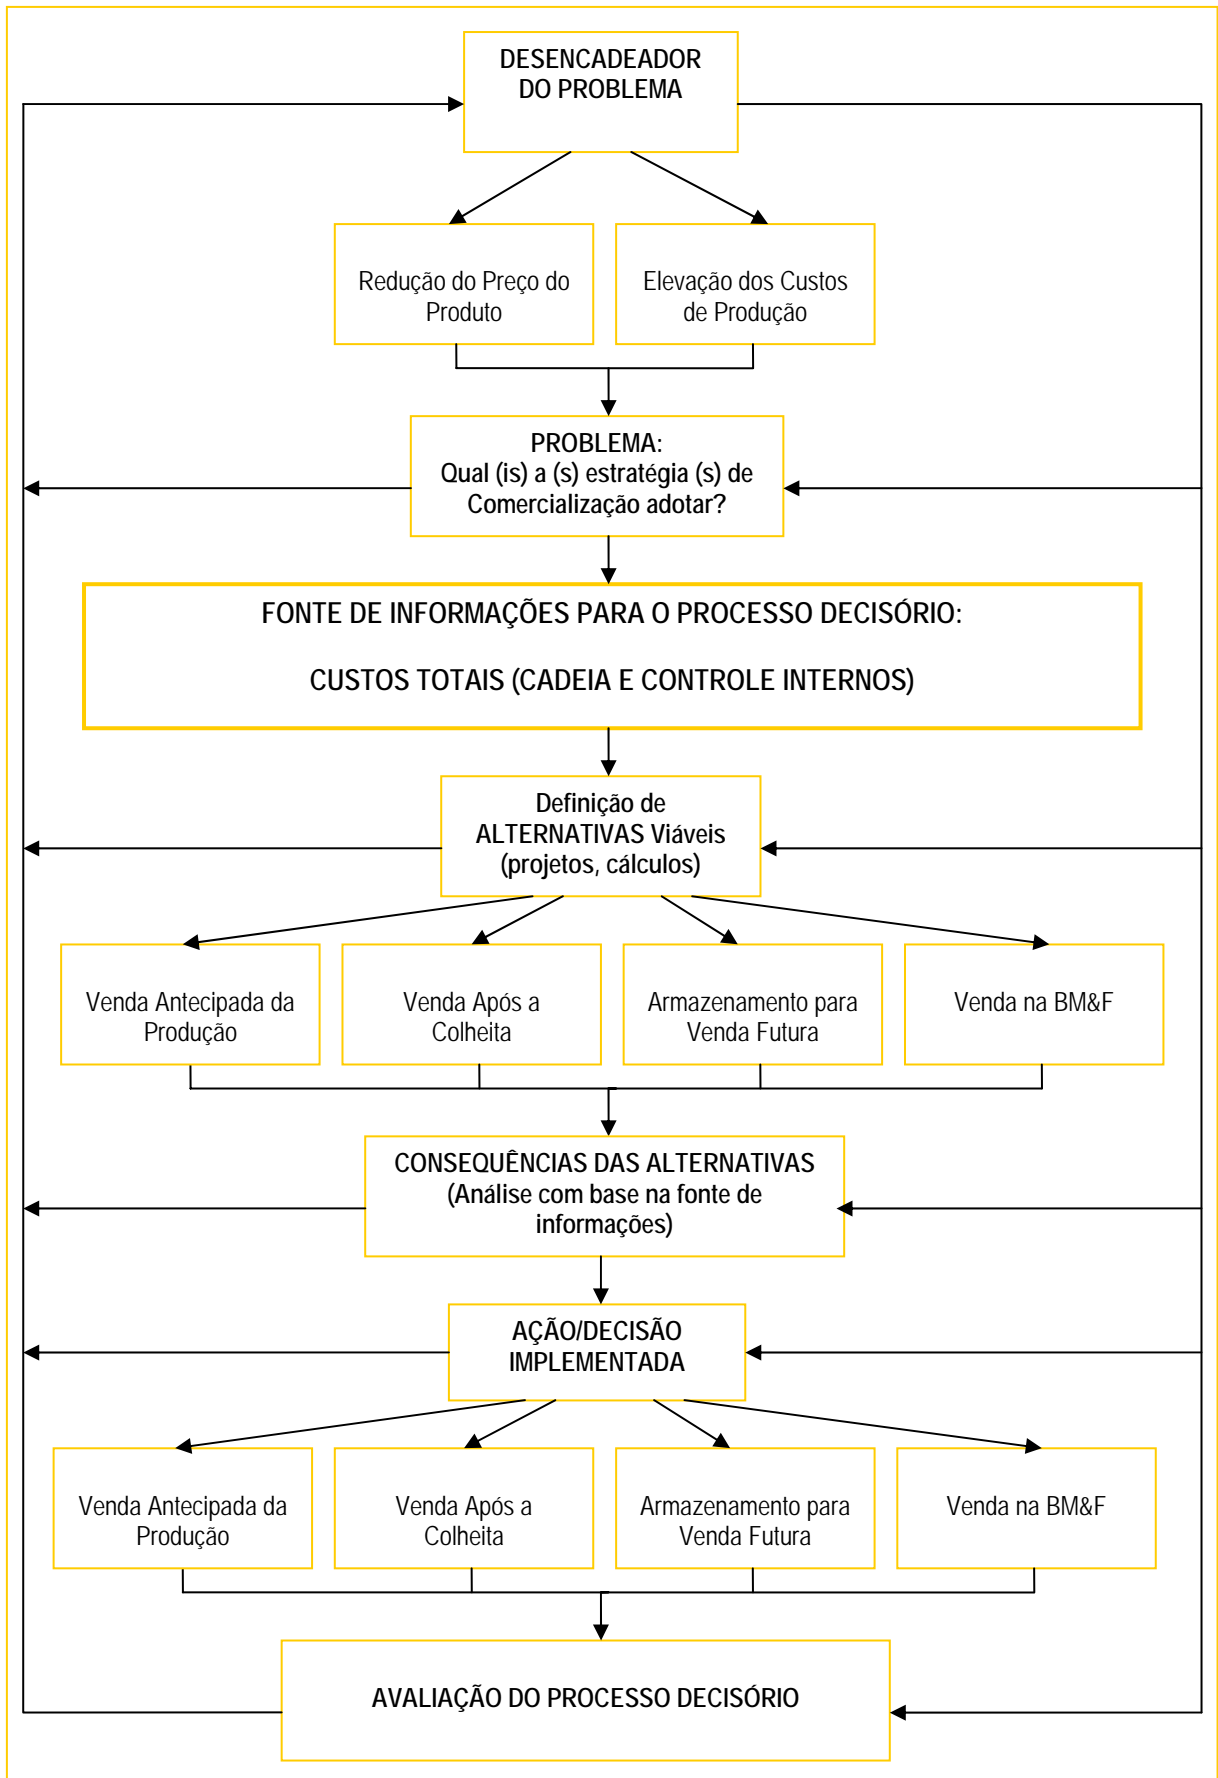 DESENCADEADOR
DO PROBLEMA
Redução do Preço do
Produto
Elevação dos Custos
de Produção
PROBLEMA:
Qual (is) a (s) estratégia (s) de
Comercialização adotar?
FONTE DE INFORMAÇÕES PARA O PROCESSO DECISÓRIO:
CUSTOS TOTAIS (CADEIA E CONTROLE INTERNOS)
Definição de
ALTERNATIVAS Viáveis
(projetos, cálculos)
Venda Antecipada da
Produção
Venda Após a
Colheita
Armazenamento para
Venda Futura
Venda na BM&F
CONSEQUÊNCIAS DAS ALTERNATIVAS
(Análise com base na fonte de
informações)
AÇÃO/DECISÃO
IMPLEMENTADA
Venda Antecipada da
Produção
Venda Após a
Colheita
Armazenamento para
Venda Futura
Venda na BM&F
AVALIAÇÃO DO PROCESSO DECISÓRIO